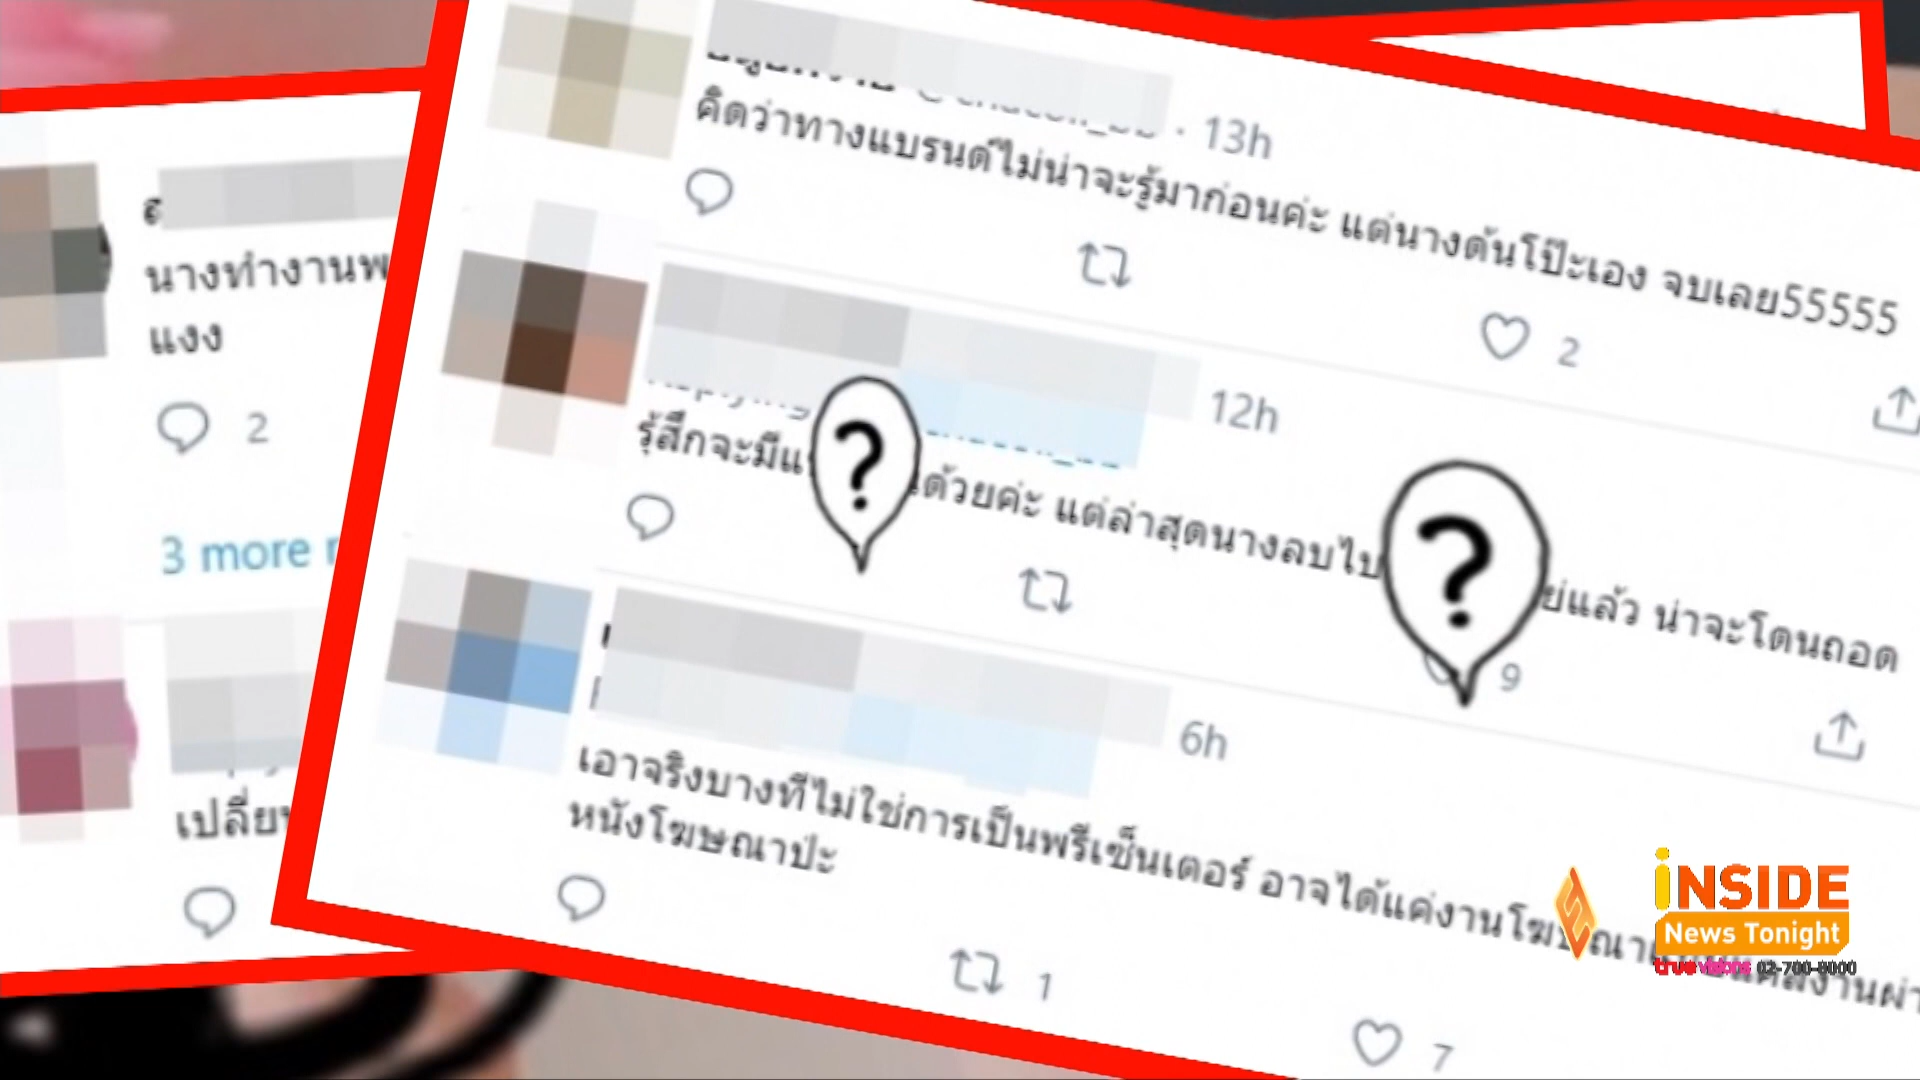 นางทำงานพ
แงง
2
3 more
เปลี่ย
13h
คิดว่าทางแบรนด์ไม่น่าจะรู้มาก่อนค่ะ แต่นางดันโป๊ะเอง จบเลย55555
2
12h
รู้สึกจะมีแ ด้วยค่ะ แต่ล่าสุดนางลบไป ?ย่แล้ว น่าจะโดนถอด
?
?
9
6h
เอาจริงบางทีไม่ใช่การเป็นพรีเซ็นเตอร์ อาจได้แค่งานโฆษณา
หนังโฆษณาป่ะ
1
7
iNSIDE
News Tonight
truevisions 02-700-8000